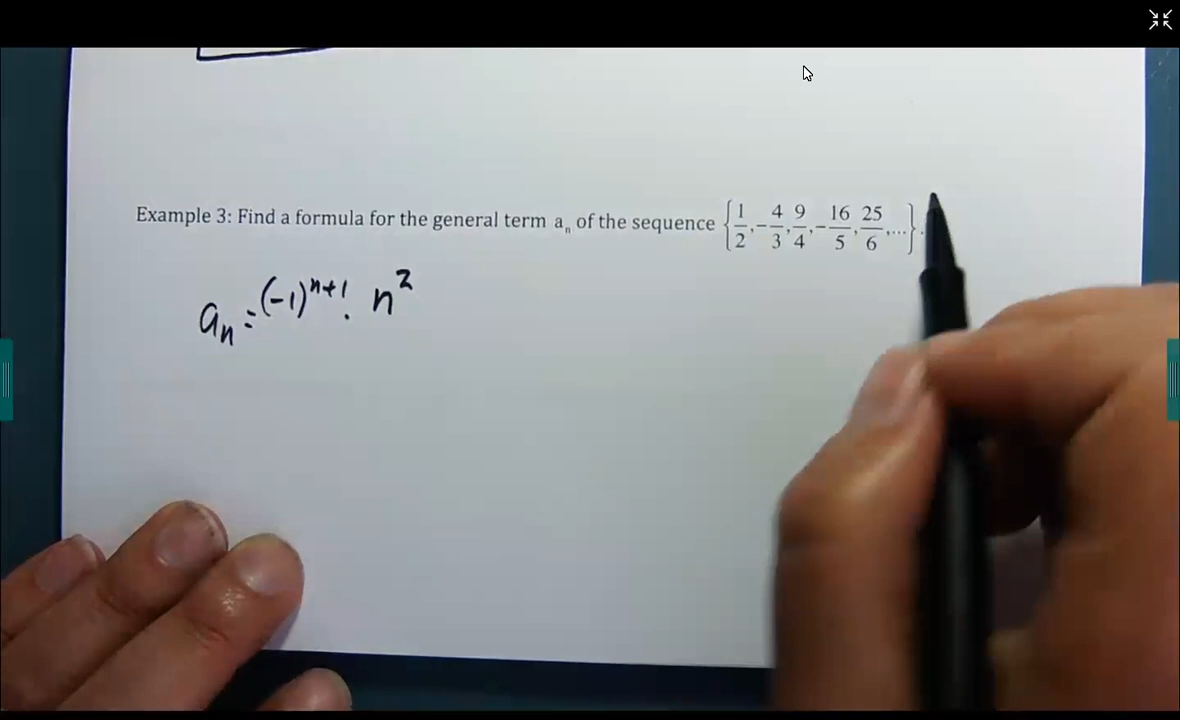 Example 3: Find a formula for the general term aₙ of the sequence {1/2, -4/3, 9/4, -16/5, 25/6, ...}.
aₙ = (-1)ⁿ⁺¹ · n²